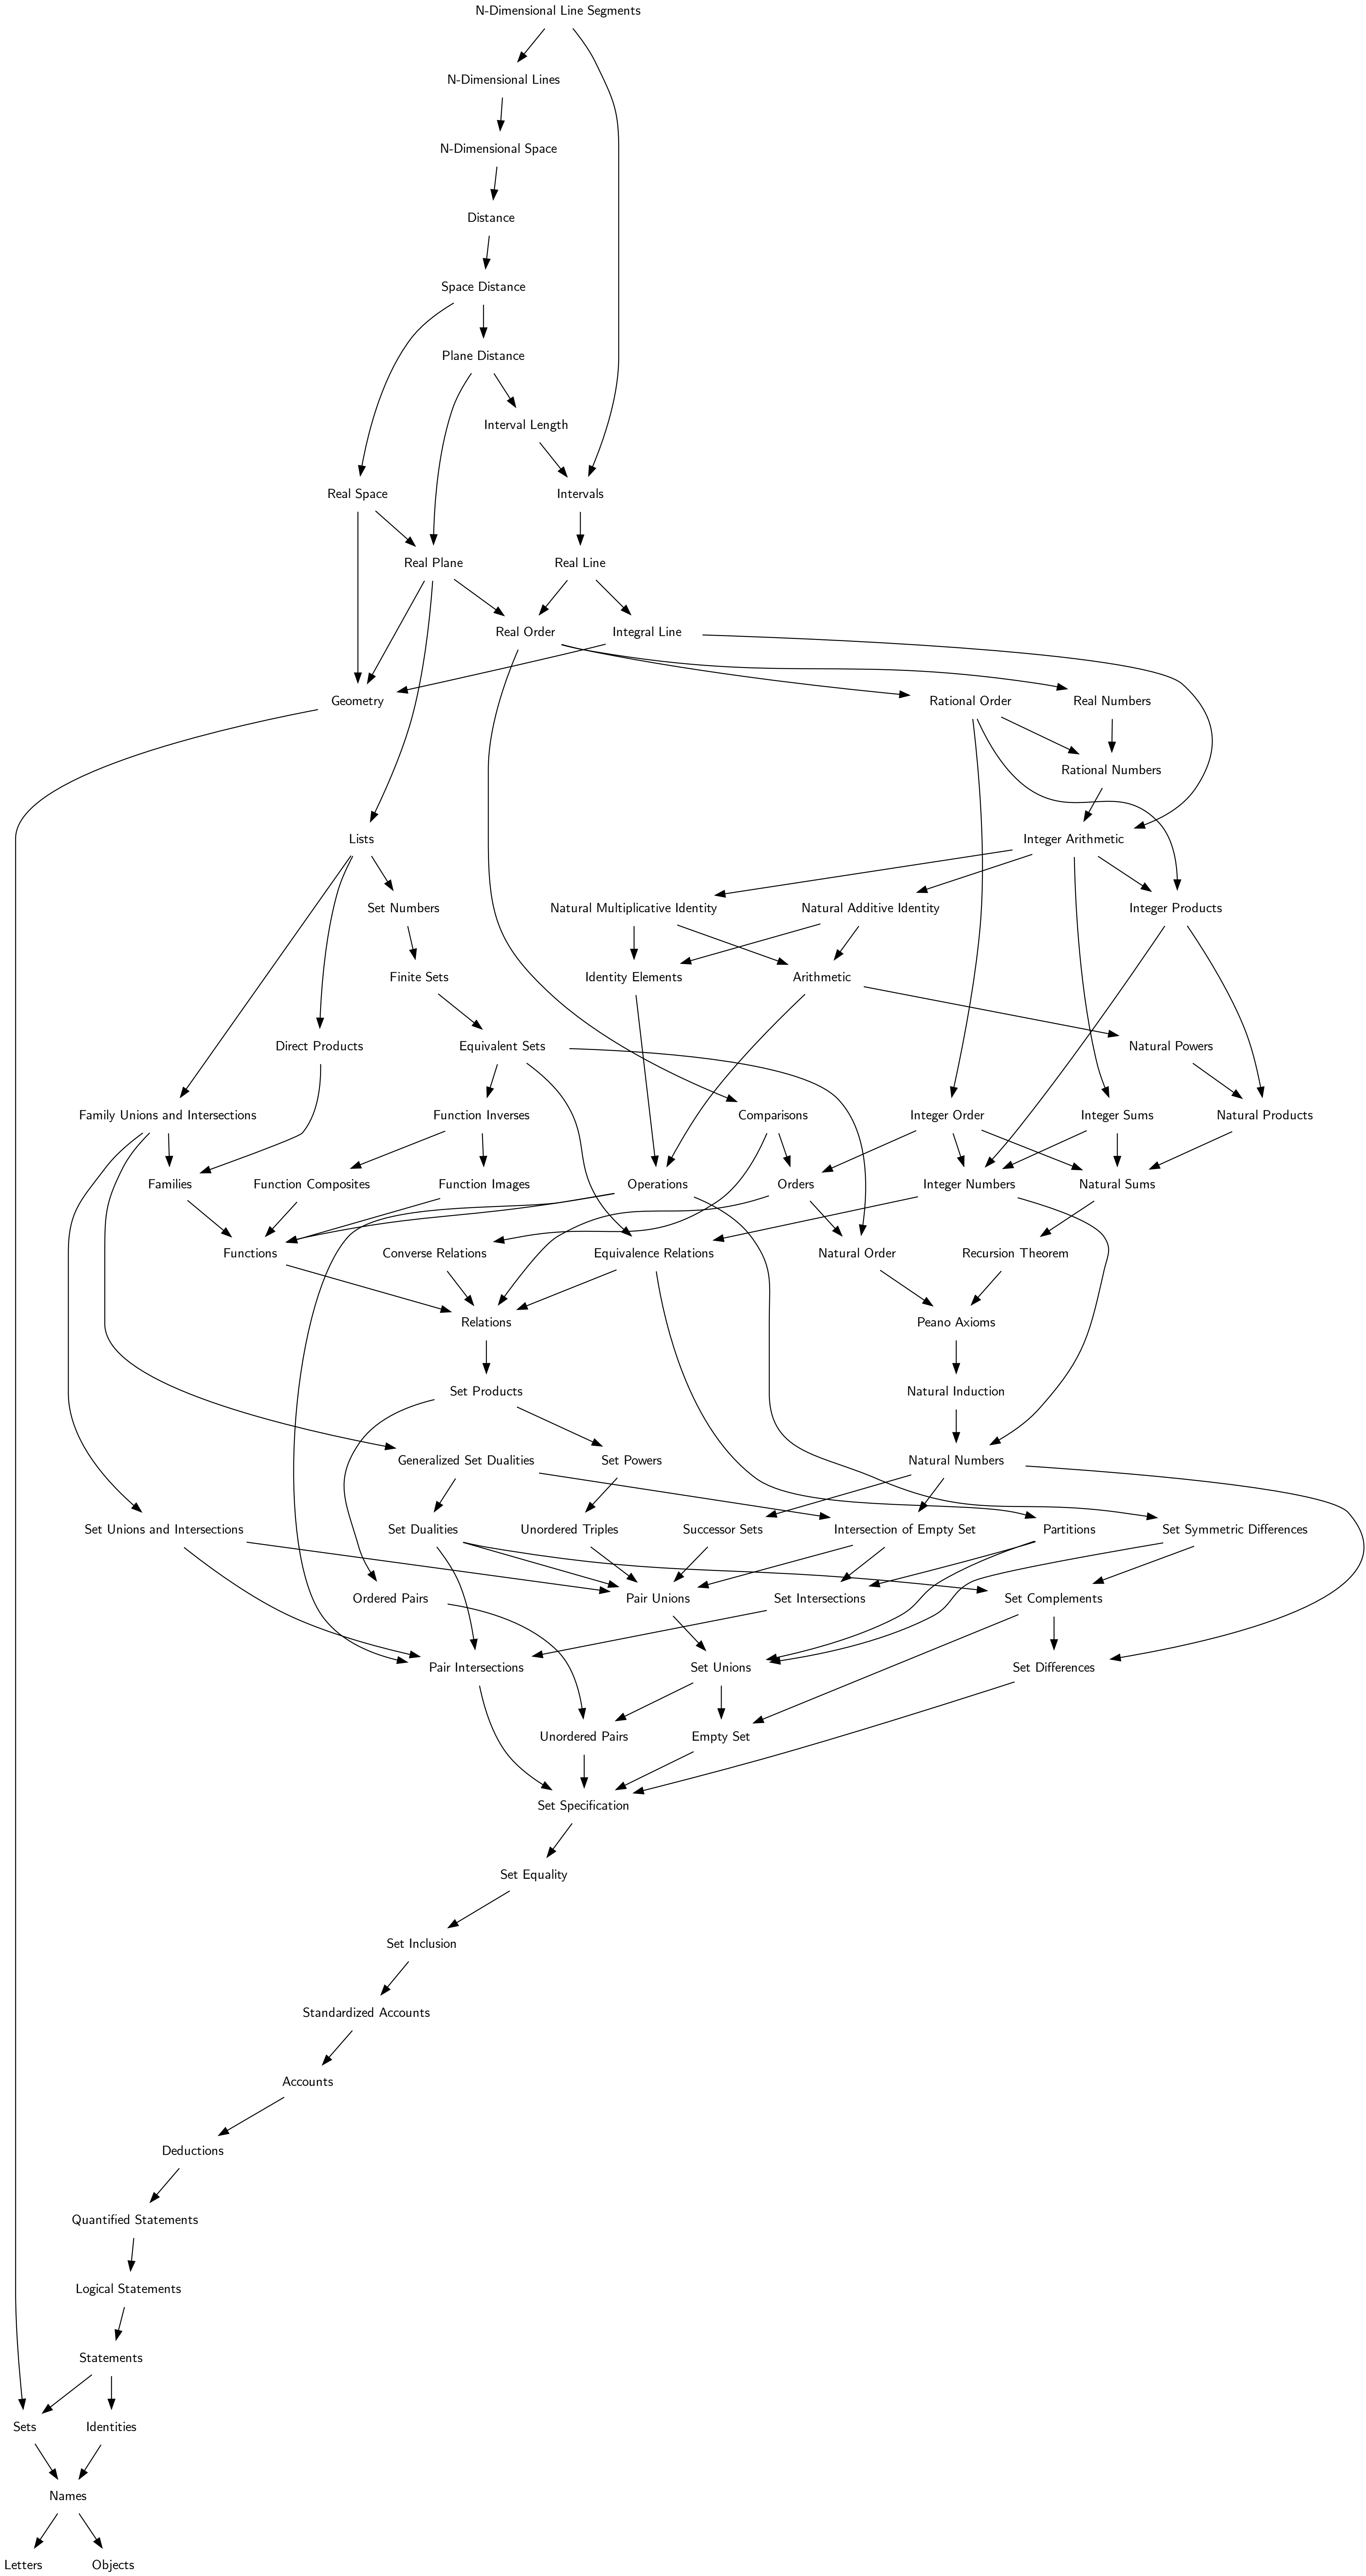 N-Dimensional Line Segments
N-Dimensional Lines
N-Dimensional Space
Distance
Space Distance
Plane Distance
Interval Length
Real Space
Intervals
Real Plane
Real Line
Real Order
Integral Line
Geometry
Rational Order
Real Numbers
Rational Numbers
Lists
Integer Arithmetic
Set Numbers
Natural Multiplicative Identity
Natural Additive Identity
Integer Products
Finite Sets
Identity Elements
Arithmetic
Direct Products
Equivalent Sets
Natural Powers
Family Unions and Intersections
Function Inverses
Comparisons
Integer Order
Integer Sums
Natural Products
Families
Function Composites
Function Images
Operations
Orders
Integer Numbers
Natural Sums
Functions
Converse Relations
Equivalence Relations
Natural Order
Recursion Theorem
Relations
Peano Axioms
Set Products
Natural Induction
Generalized Set Dualities
Set Powers
Natural Numbers
Set Unions and Intersections
Set Dualities
Unordered Triples
Successor Sets
Intersection of Empty Set
Partitions
Set Symmetric Differences
Ordered Pairs
Pair Unions
Set Intersections
Set Complements
Pair Intersections
Set Unions
Set Differences
Unordered Pairs
Empty Set
Set Specification
Set Equality
Set Inclusion
Standardized Accounts
Accounts
Deductions
Quantified Statements
Logical Statements
Statements
Sets
Identities
Names
Letters
Objects